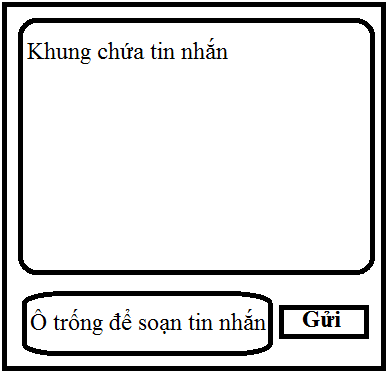 Khung chứa tin nhắn
Ô trống để soạn tin nhắn
Gửi